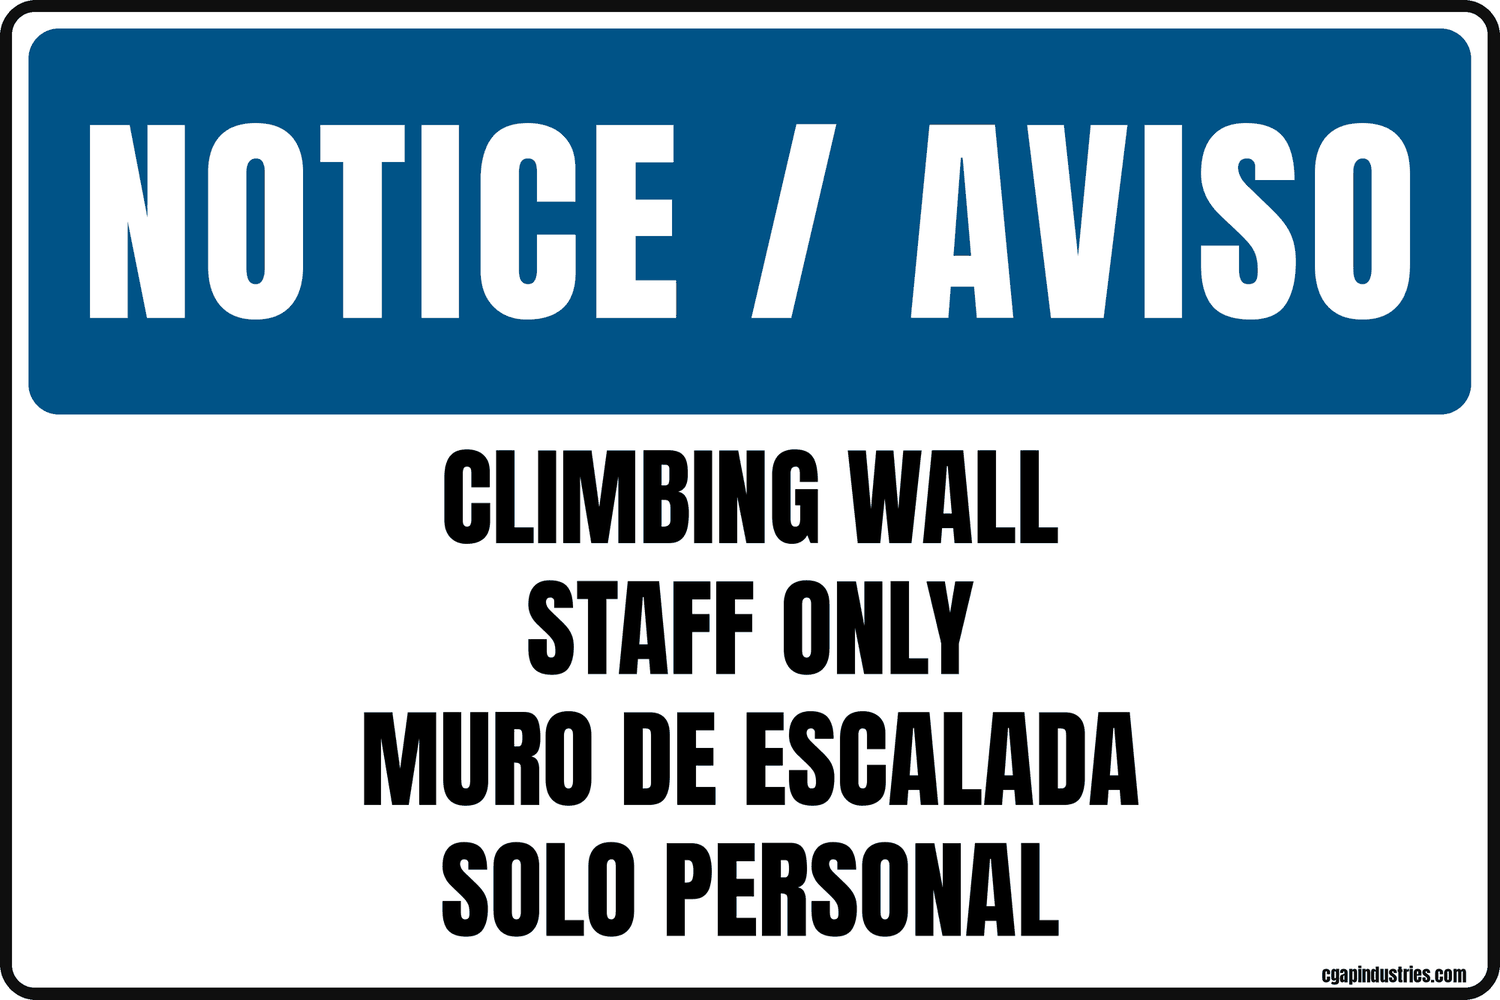 NOTICE / AVISO
CLIMBING WALL
STAFF ONLY
MURO DE ESCALADA
SOLO PERSONAL
cgapindustries.com